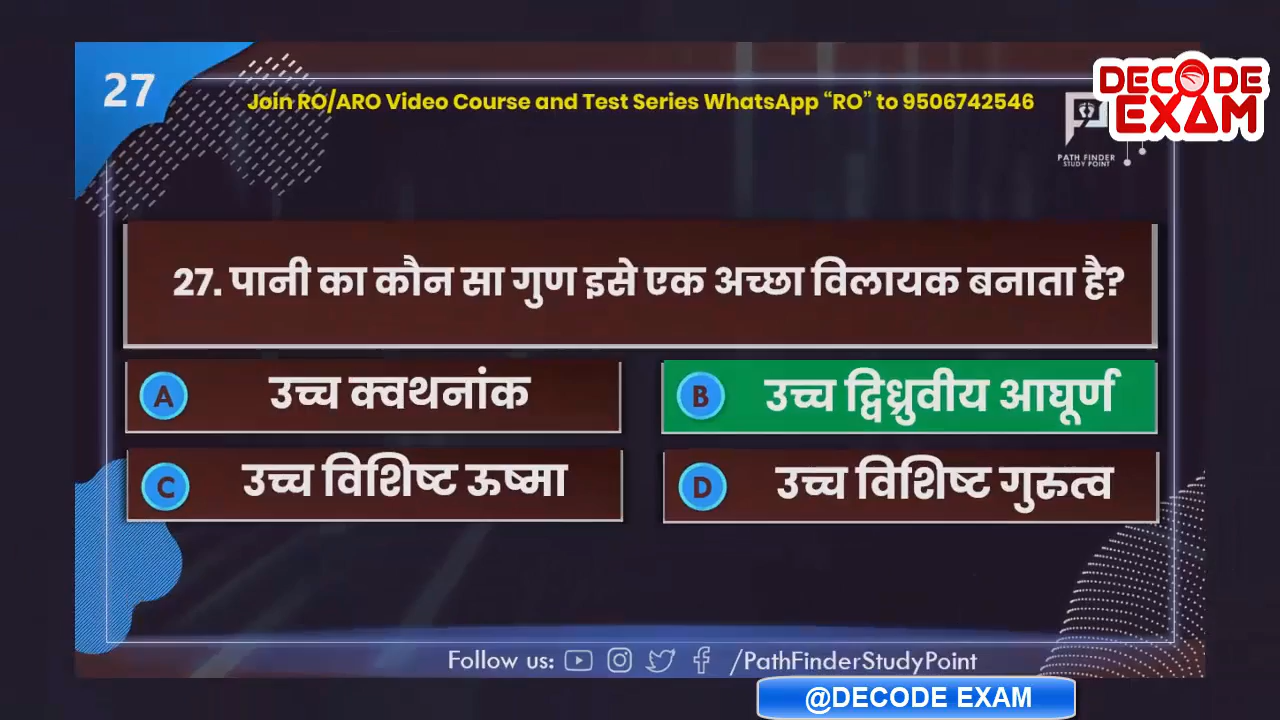 27
Join RO/ARO Video Course and Test Series WhatsApp “RO” to 9506742546
DECODE
EXAM
PATH FINDER
STUDY POINT
27. पानी का कौन सा गुण इसे एक अच्छा विलायक बनाता है?
A उच्च क्वथनांक
B उच्च द्विध्रुवीय आघूर्ण
C उच्च विशिष्ट ऊष्मा
D उच्च विशिष्ट गुरुत्व
Follow us: /PathFinderStudyPoint
@DECODE EXAM